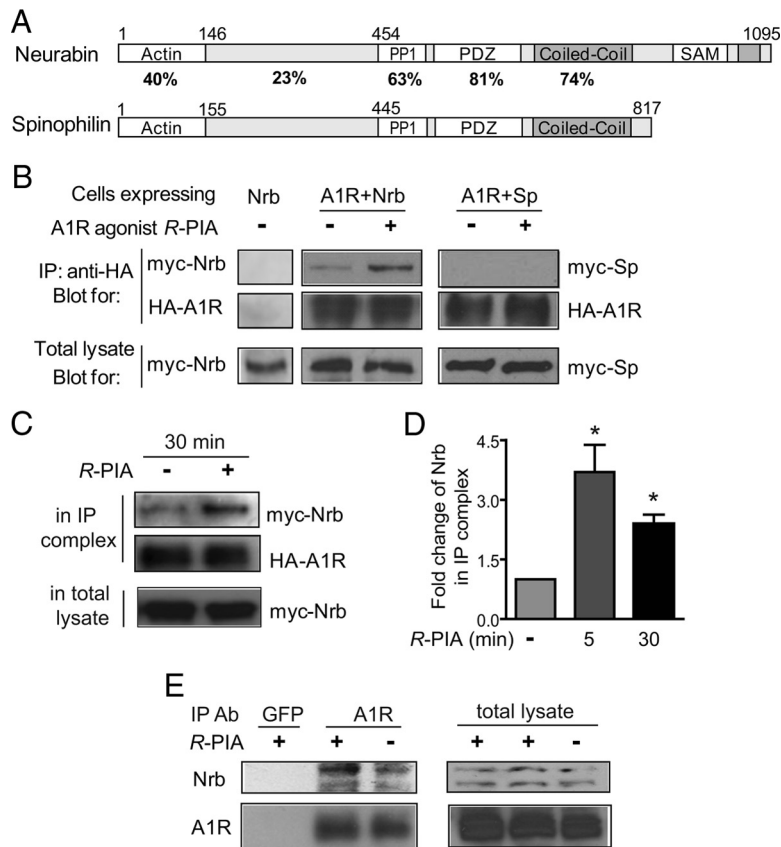 A
1 146 454 1095
Neurabin Actin PP1 PDZ Coiled-Coil SAM
40% 23% 63% 81% 74%
1 155 445 817
Spinophilin Actin PP1 PDZ Coiled-Coil
B
Cells expressing Nrb A1R+Nrb A1R+Sp
A1R agonist R-PIA - - + - +
IP: anti-HA
Blot for:
myc-Nrb myc-Sp
HA-A1R HA-A1R
Total lysate
Blot for:
myc-Nrb myc-Sp
C
30 min
R-PIA - +
in IP
complex
myc-Nrb
HA-A1R
in total
lysate
myc-Nrb
D
Fold change of Nrb
in IP complex
4.5
3.0
1.5
0.0
* *
R-PIA (min) - 5 30
E
IP Ab GFP A1R total lysate
R-PIA + + - + + -
Nrb
A1R